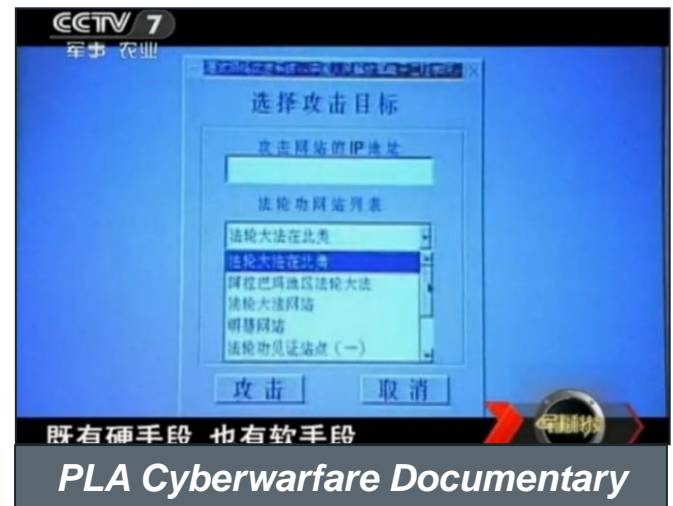 CCTV 7
军事 农业
选择攻击目标
攻击网站的IP地址
法轮功网站列表
法轮大法在北美
法轮大法在北美
阿拉巴马地区法轮大法
法轮大法网站
明慧网站
法轮功见证站点(一)
攻击 取消
既有硬手段 也有软手段
PLA Cyberwarfare Documentary